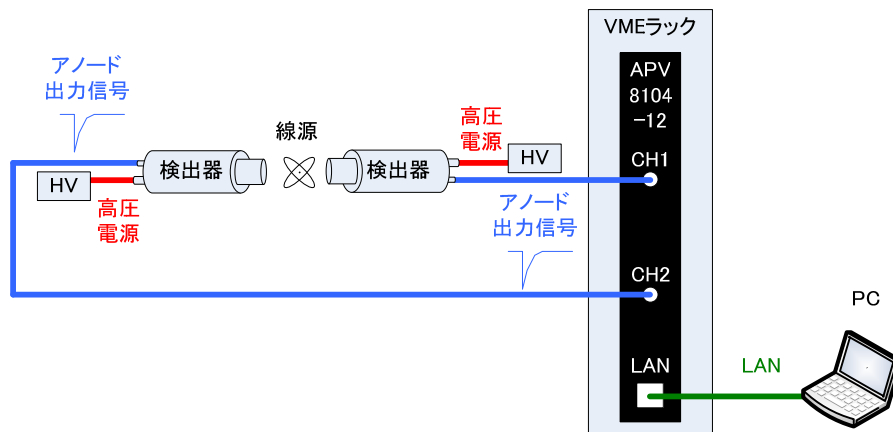 VMEラック
アノード
出力信号
APV
8104
−12
高圧
電源
線源
HV
CH1
検出器
検出器
HV
高圧
電源
アノード
出力信号
CH2
PC
LAN
LAN